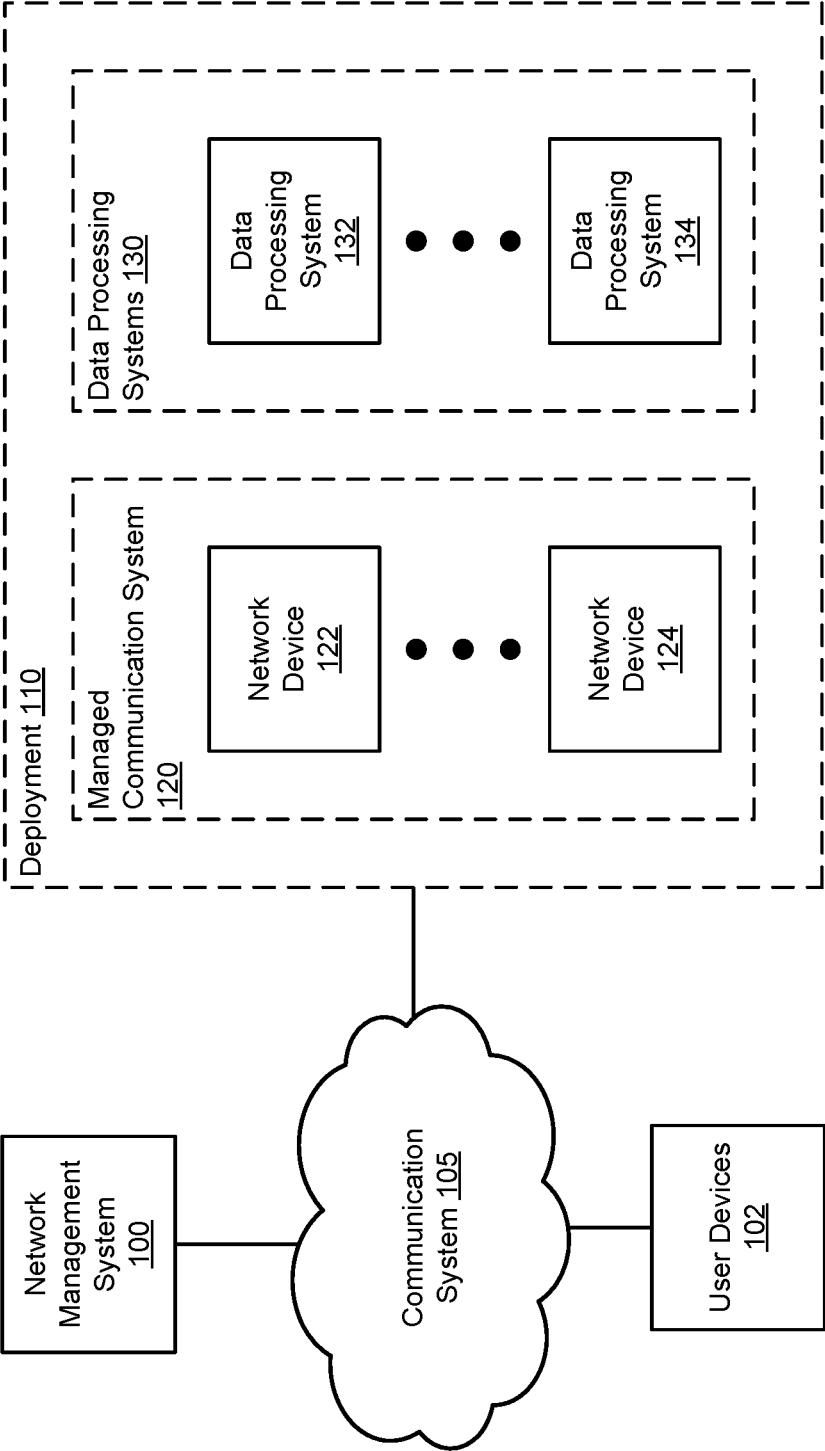 Network
Management
System
100
Communication
System 105
User Devices
102
Deployment 110
Managed
Communication System
120
Network
Device
122
Network
Device
124
Data Processing
Systems 130
Data
Processing
System
132
Data
Processing
System
134